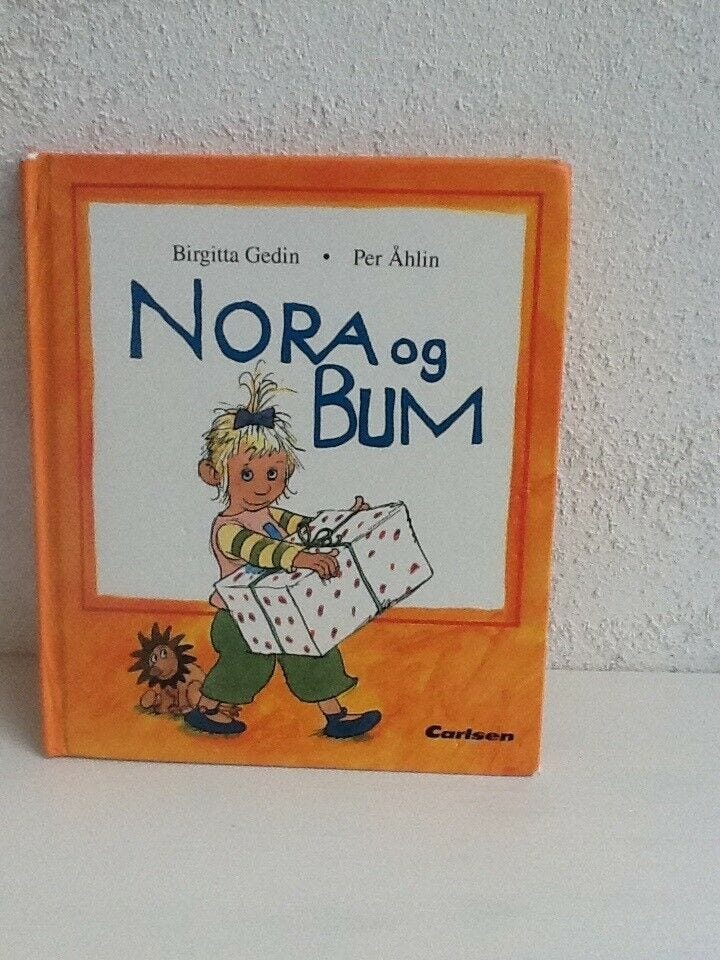 Birgitta Gedin • Per Åhlin
NORA og
BUM
Carlsen